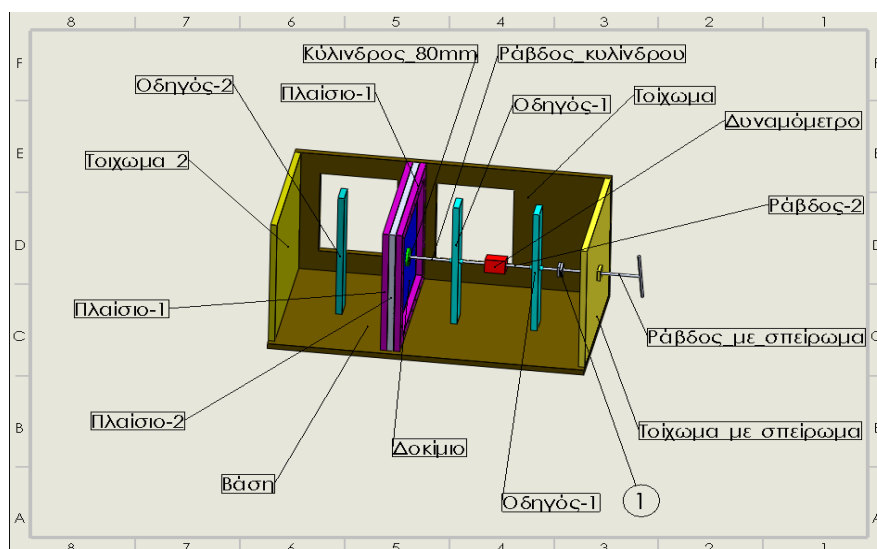 8 7 6 5 4 3 2 1
F
Κύλινδρος_80mm Ράβδος_κυλίνδρου
Οδηγός-2 Πλαίσιο-1 Οδηγός-1 Τοίχωμα
Δυναμόμετρο
E E
Τοιχωμα 2
Ράβδος-2
D D
Πλαίσιο-1
Ράβδος_με_σπείρωμα
C
Πλαίσιο-2 Τοίχωμα με σπείρωμα
B B
Δοκίμιο
Βάση Οδηγός-1 1
A A
8 7 6 5 4 3 2 1